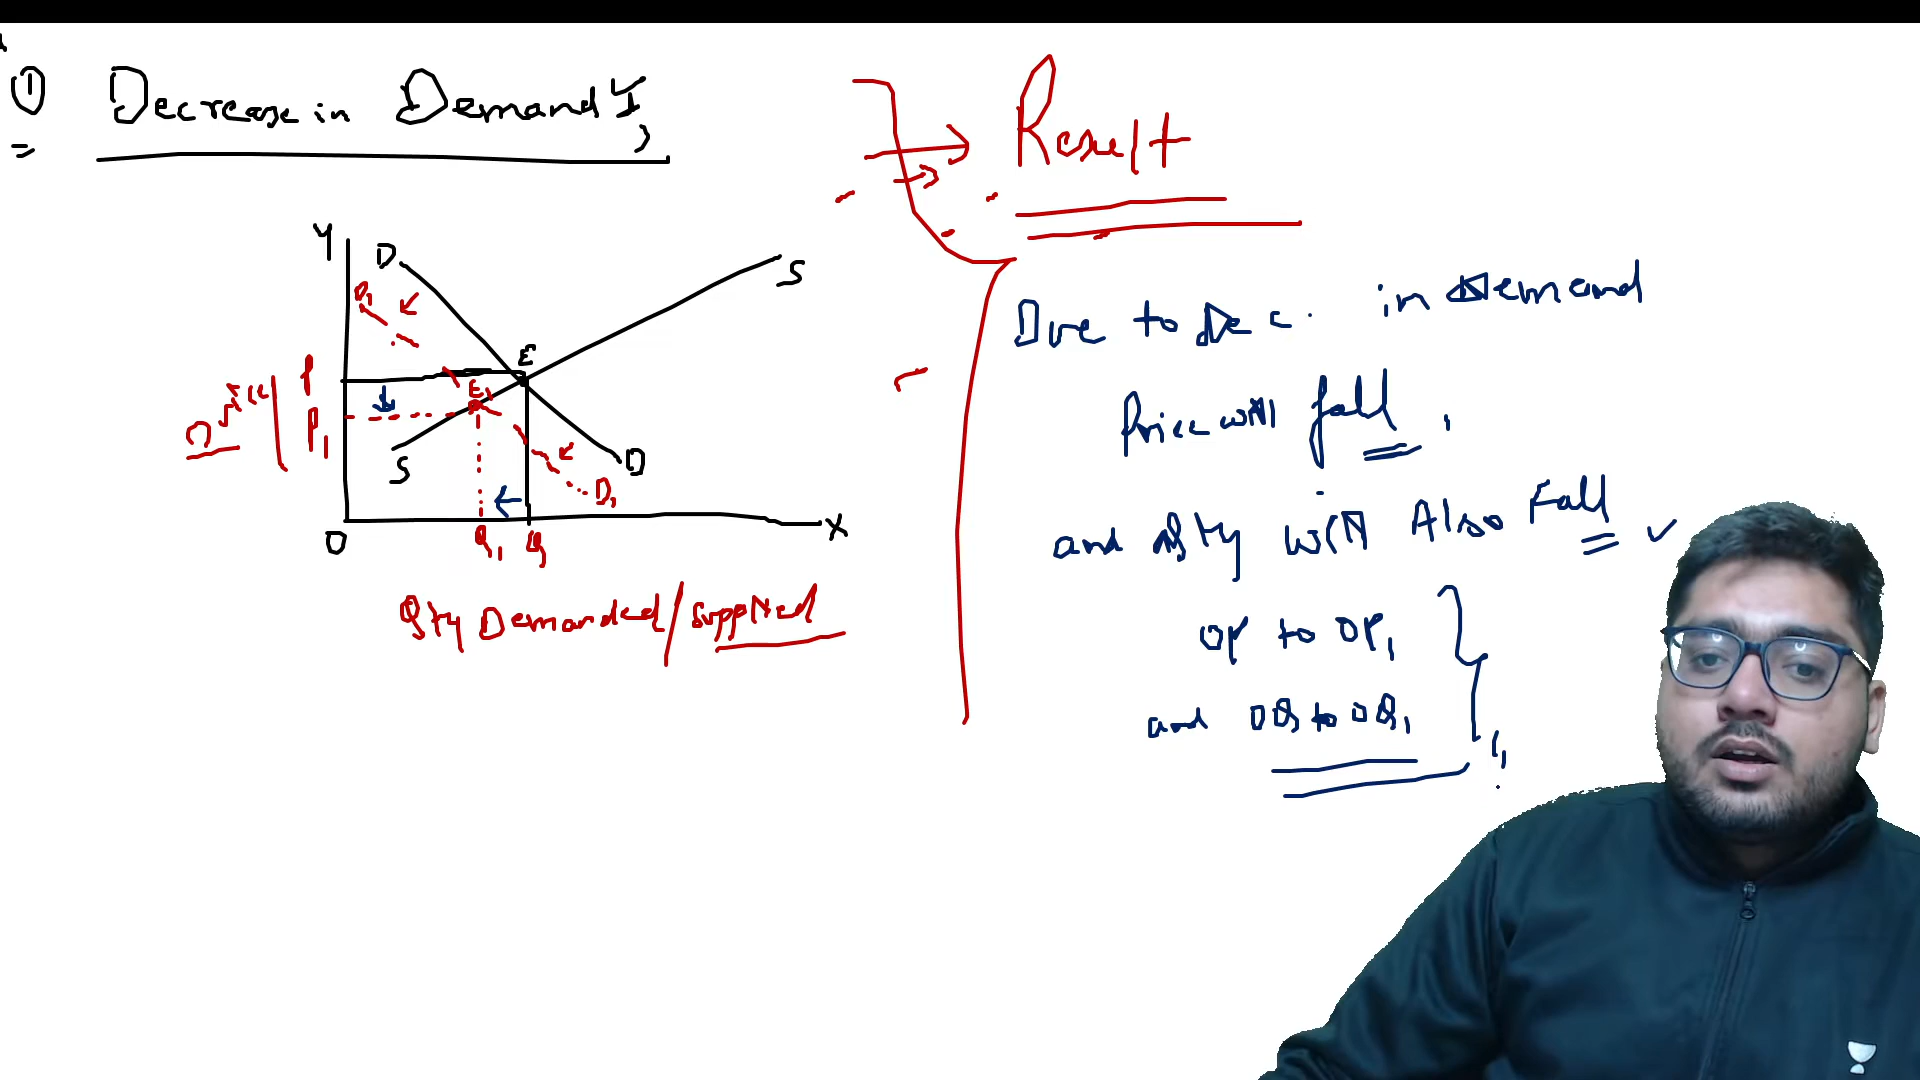 ① Decrease in Demand ↓,
→ Result
Y
D
S
D₁
E
P
E₁
Price
P₁
S
D
D₁
O
Q₁ Q
X
Qty Demanded/Supplied
Due to Dec. in Demand
Price will fall,
and Qty will Also Fall ✓
OP to OP₁
and OQ to OQ₁